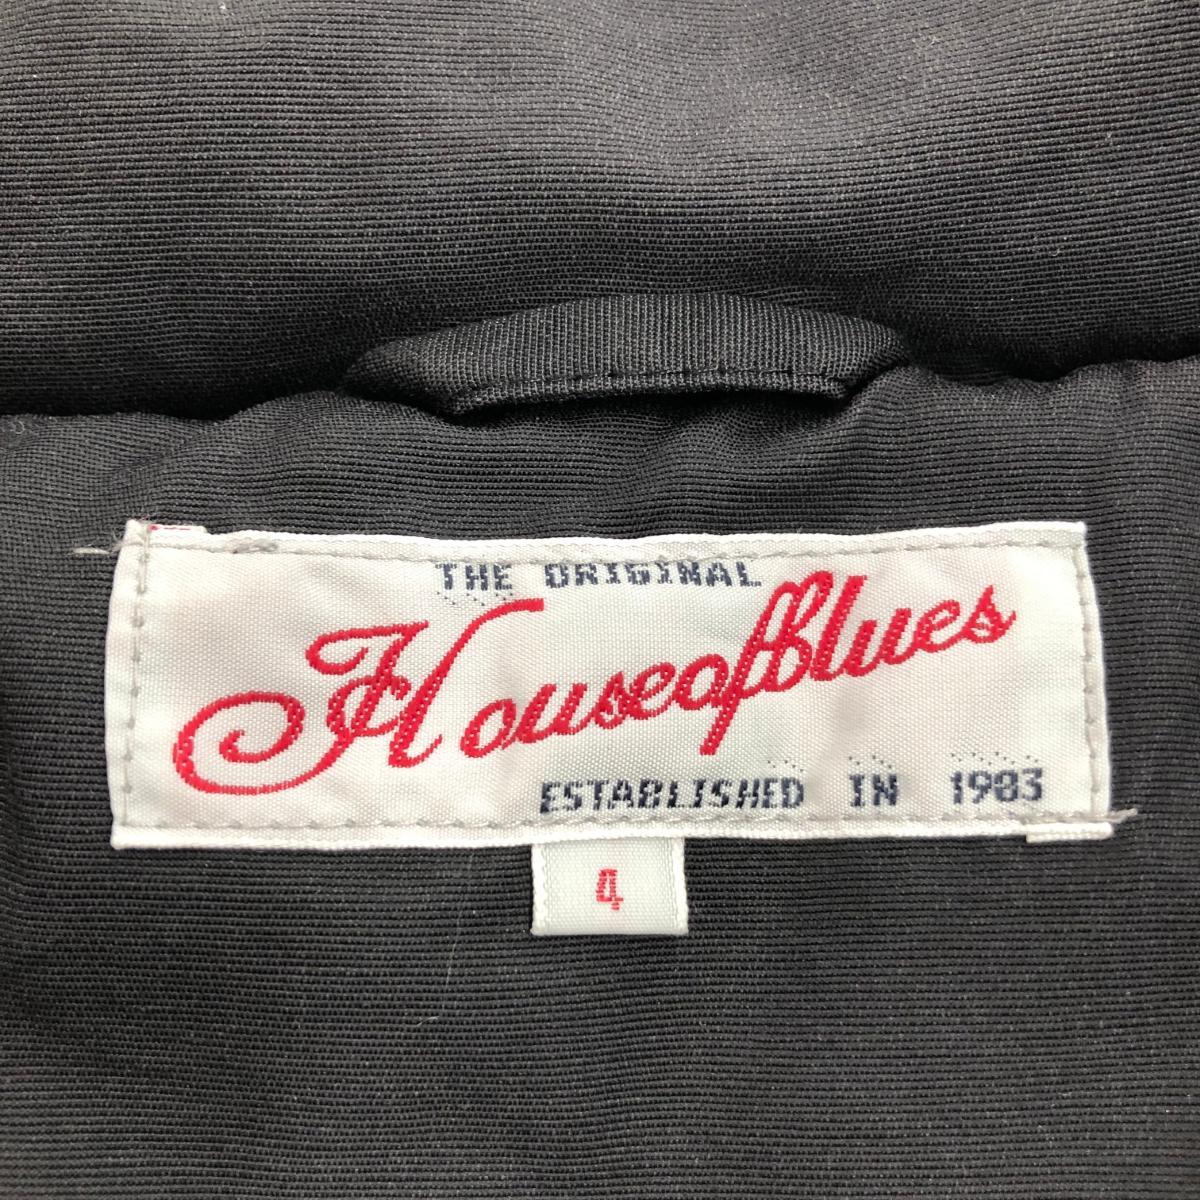 THE ORIGINAL
Houseofblues
ESTABLISHED IN 1983
4